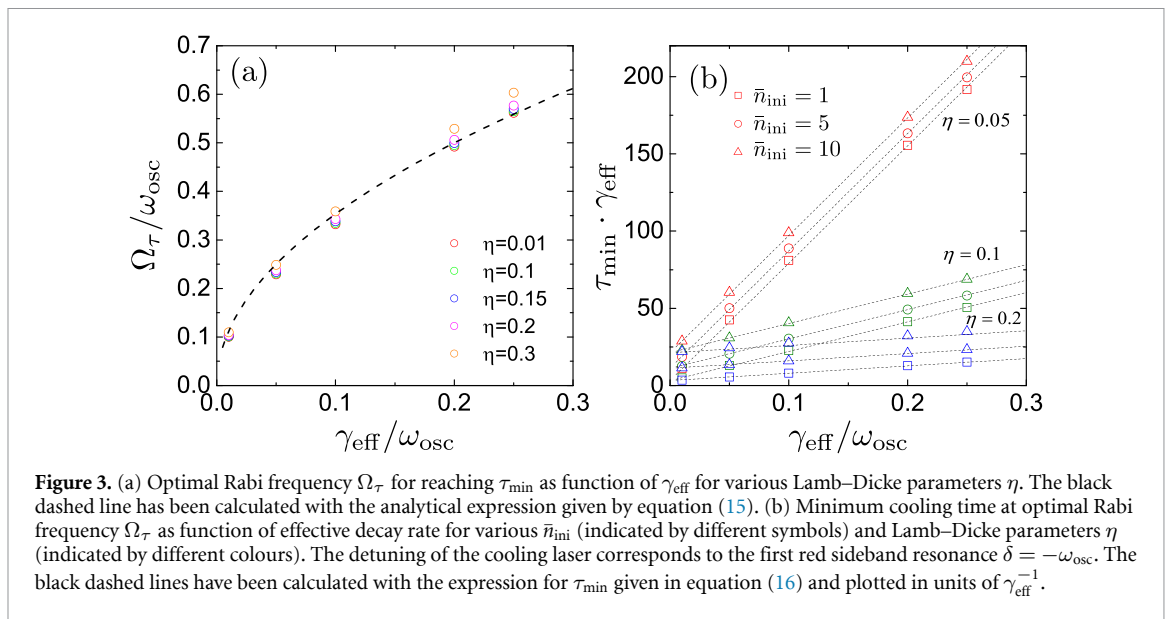 (a)
0.7
0.6
0.5
0.4
0.3
0.2
0.1
0.0
Ω_τ/ω_osc
η=0.01
η=0.1
η=0.15
η=0.2
η=0.3
0.0 0.1 0.2 0.3
γ_eff/ω_osc
(b)
200
150
100
50
0
τ_min · γ_eff
n̄_ini = 1
n̄_ini = 5
n̄_ini = 10
η = 0.05
η = 0.1
η = 0.2
0.0 0.1 0.2 0.3
γ_eff/ω_osc
Figure 3. (a) Optimal Rabi frequency Ω_τ for reaching τ_min as function of γ_eff for various Lamb–Dicke parameters η. The black
dashed line has been calculated with the analytical expression given by equation (15). (b) Minimum cooling time at optimal Rabi
frequency Ω_τ as function of effective decay rate for various n̄_ini (indicated by different symbols) and Lamb–Dicke parameters η
(indicated by different colours). The detuning of the cooling laser corresponds to the first red sideband resonance δ = −ω_osc. The
black dashed lines have been calculated with the expression for τ_min given in equation (16) and plotted in units of γ_eff^−1.